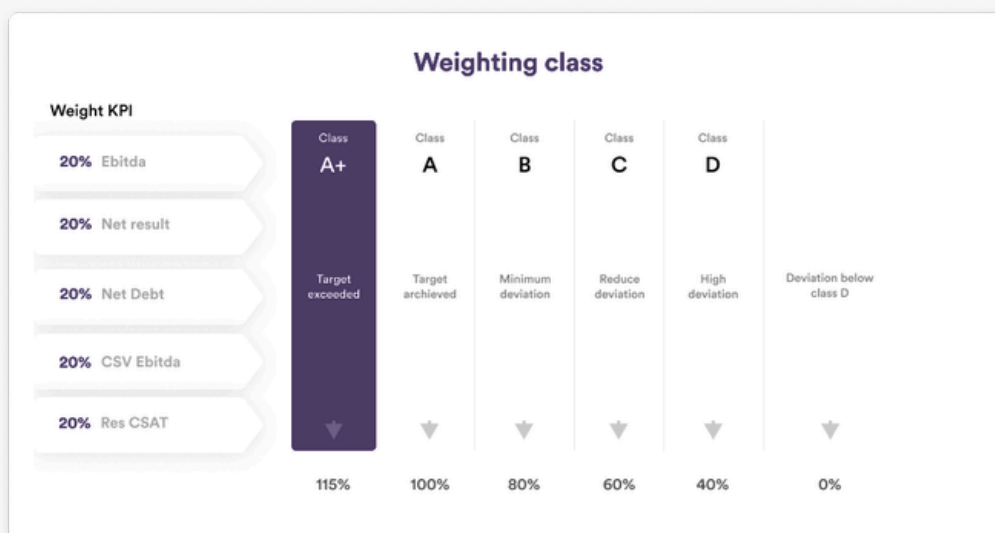 Weighting class
Weight KPI
20% Ebitda
20% Net result
20% Net Debt
20% CSV Ebitda
20% Res CSAT
Class
A+
Target
exceeded
115%
Class
A
Target
archieved
100%
Class
B
Minimum
deviation
80%
Class
C
Reduce
deviation
60%
Class
D
High
deviation
40%
Deviation below
class D
0%